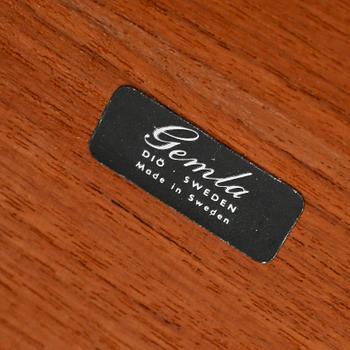 Gemla
DIÖ . SWEDEN
Made in Sweden